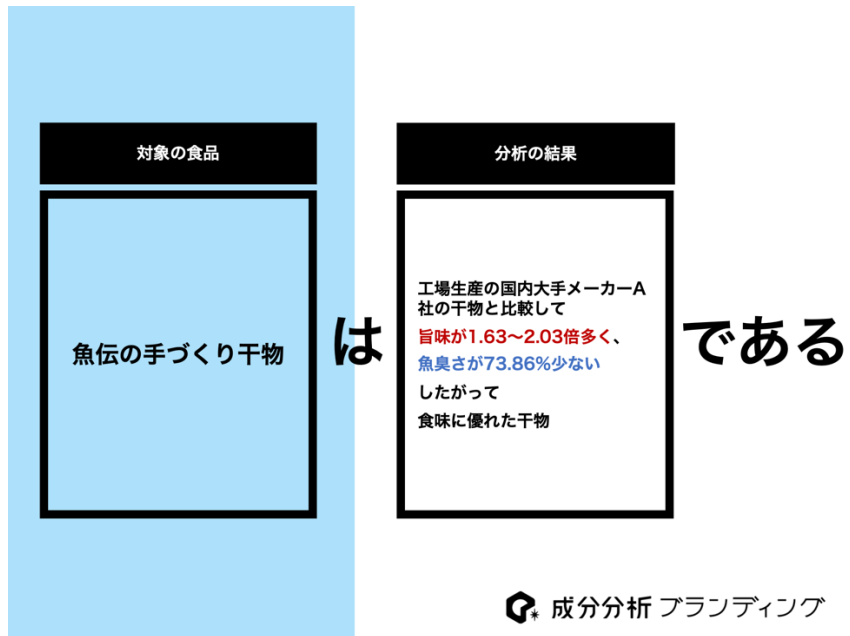 対象の食品
魚伝の手づくり干物
は
分析の結果
工場生産の国内大手メーカーA
社の干物と比較して
旨味が1.63〜2.03倍多く、
魚臭さが73.86%少ない
したがって
食味に優れた干物
である
成分分析ブランディング